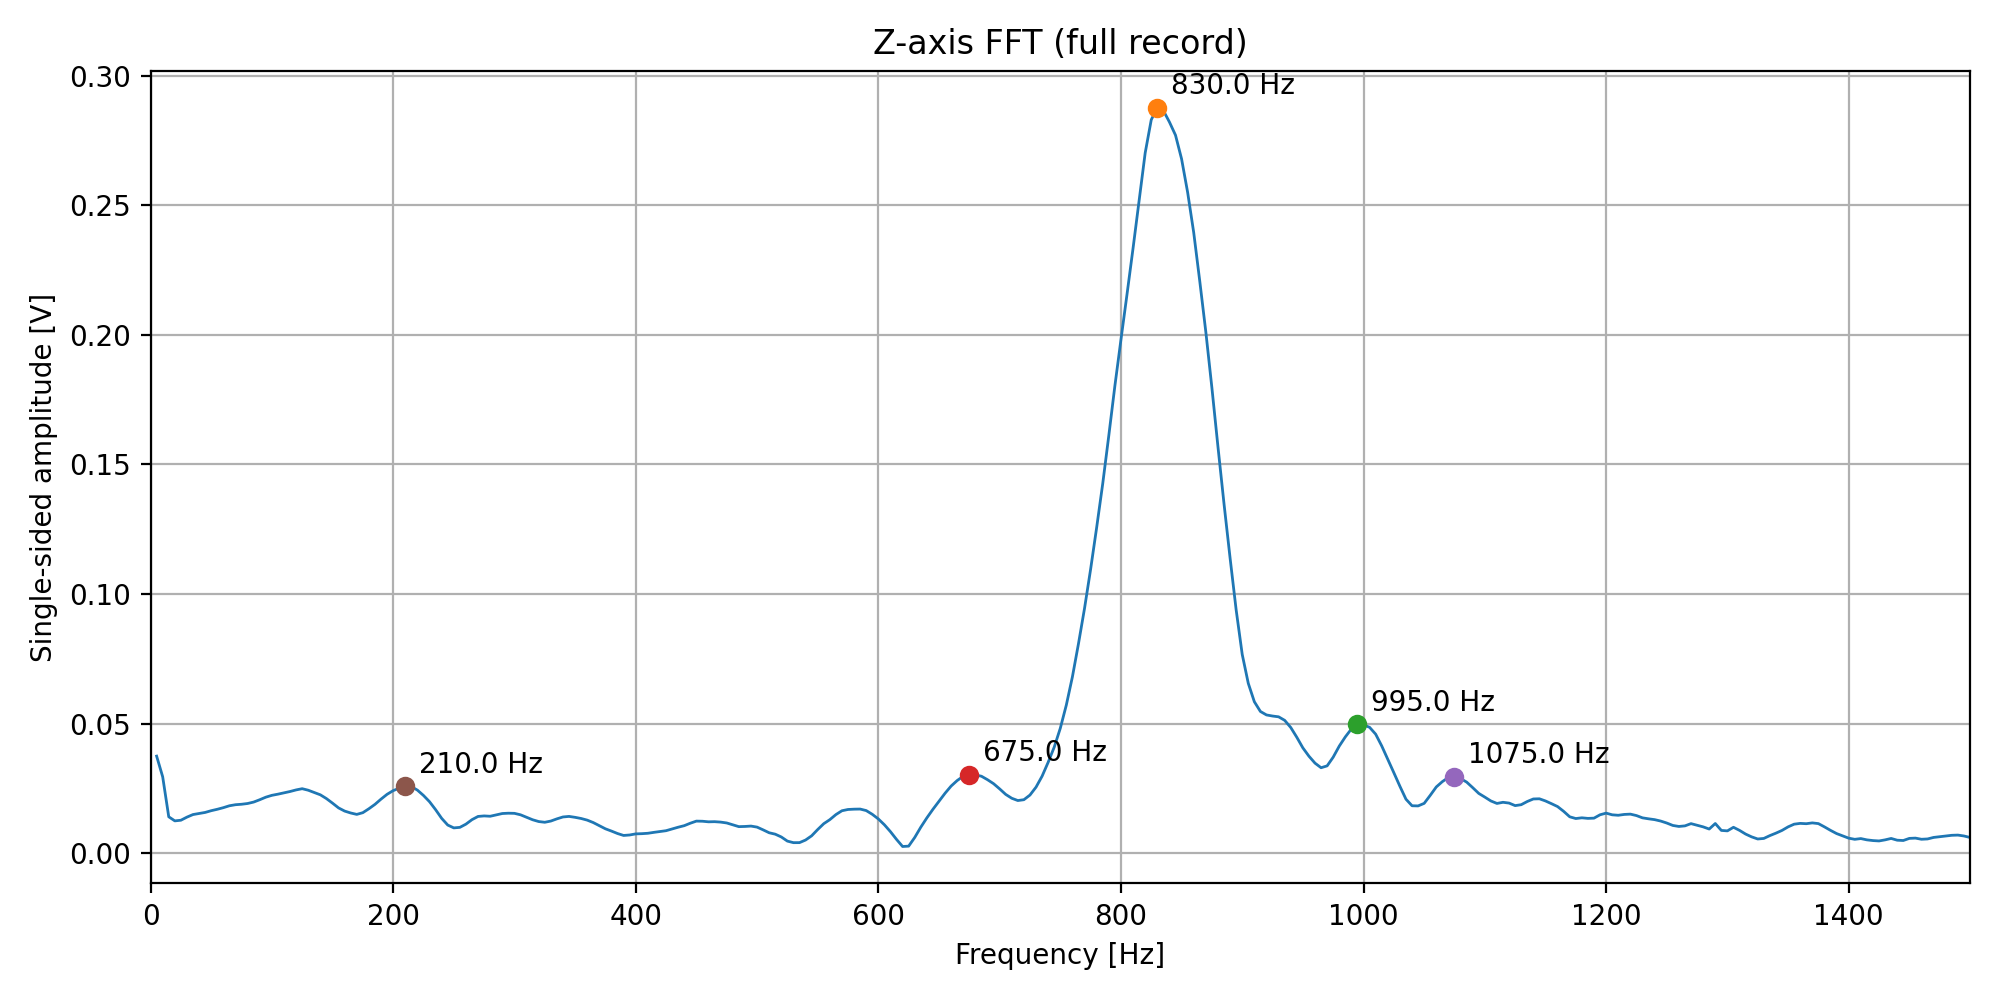 Z-axis FFT (full record)
0.30
0.25
0.20
0.15
0.10
0.05
0.00
Single-sided amplitude [V]
830.0 Hz
995.0 Hz
675.0 Hz
1075.0 Hz
210.0 Hz
0 200 400 600 800 1000 1200 1400
Frequency [Hz]